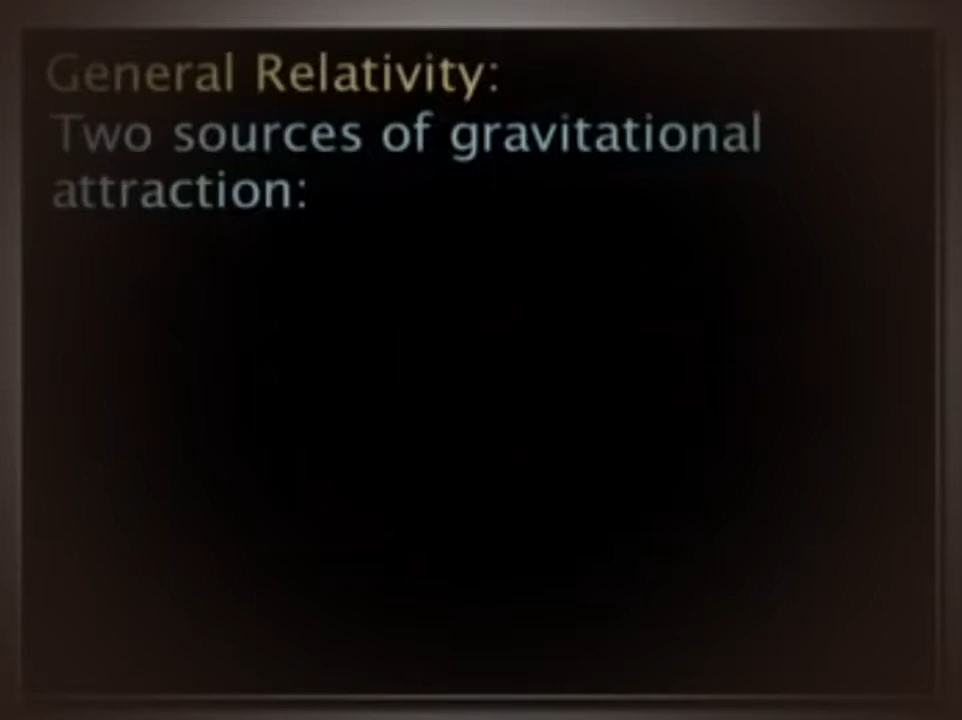 General Relativity:
Two sources of gravitational
attraction: